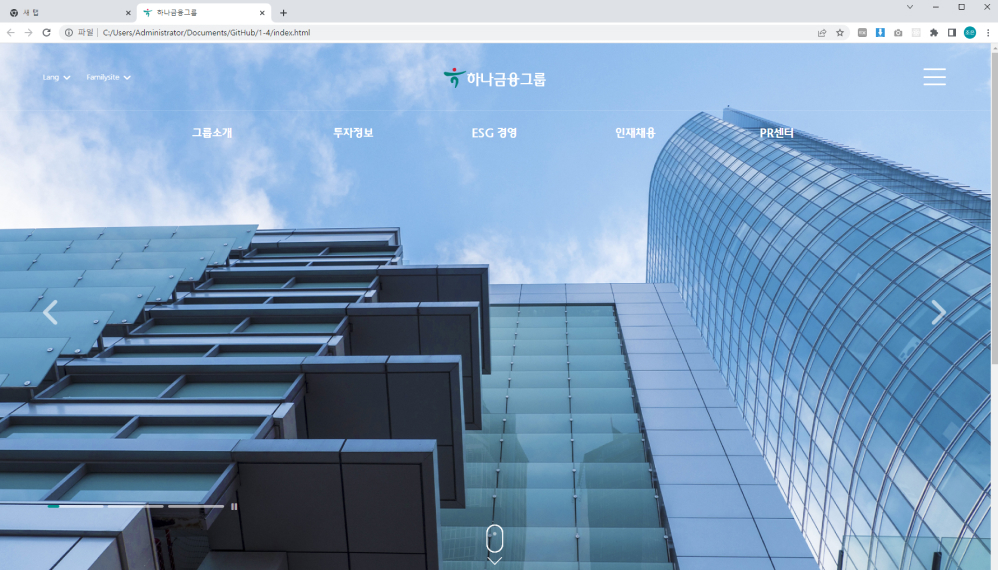 새 탭
하나금융그룹
파일 | C:/Users/Administrator/Documents/GitHub/1-4/index.html
Lang
Familysite
하나금융그룹
그룹소개
투자정보
ESG 경영
인재채용
PR센터